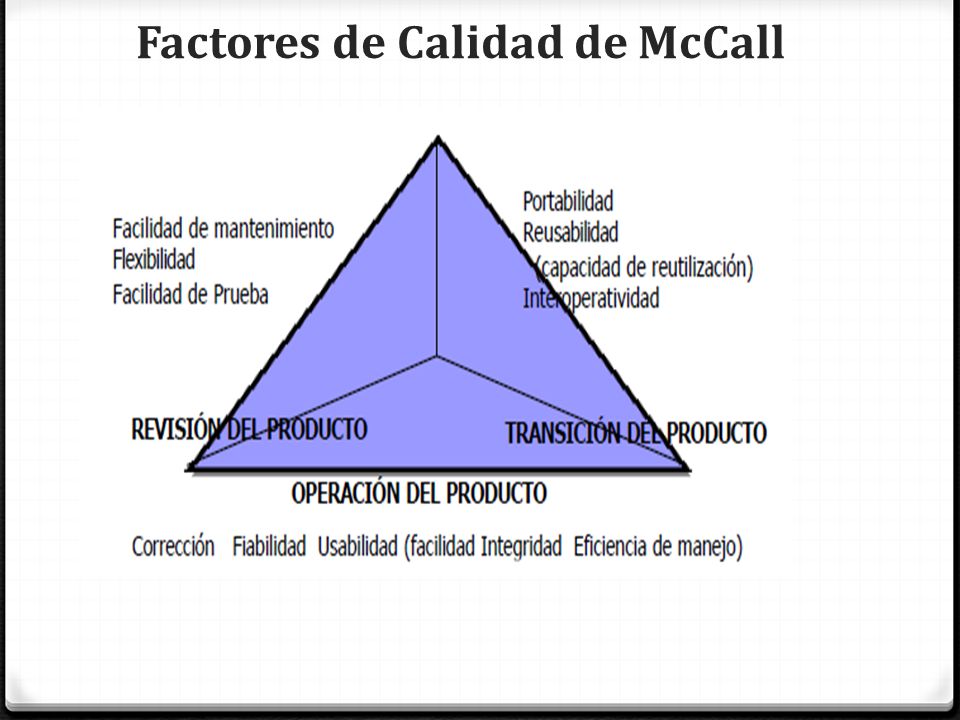 Factores de Calidad de McCall
Facilidad de mantenimiento
Flexibilidad
Facilidad de Prueba
Portabilidad
Reusabilidad
(capacidad de reutilización)
Interoperatividad
REVISIÓN DEL PRODUCTO
TRANSICIÓN DEL PRODUCTO
OPERACIÓN DEL PRODUCTO
Corrección Fiabilidad Usabilidad (facilidad Integridad Eficiencia de manejo)